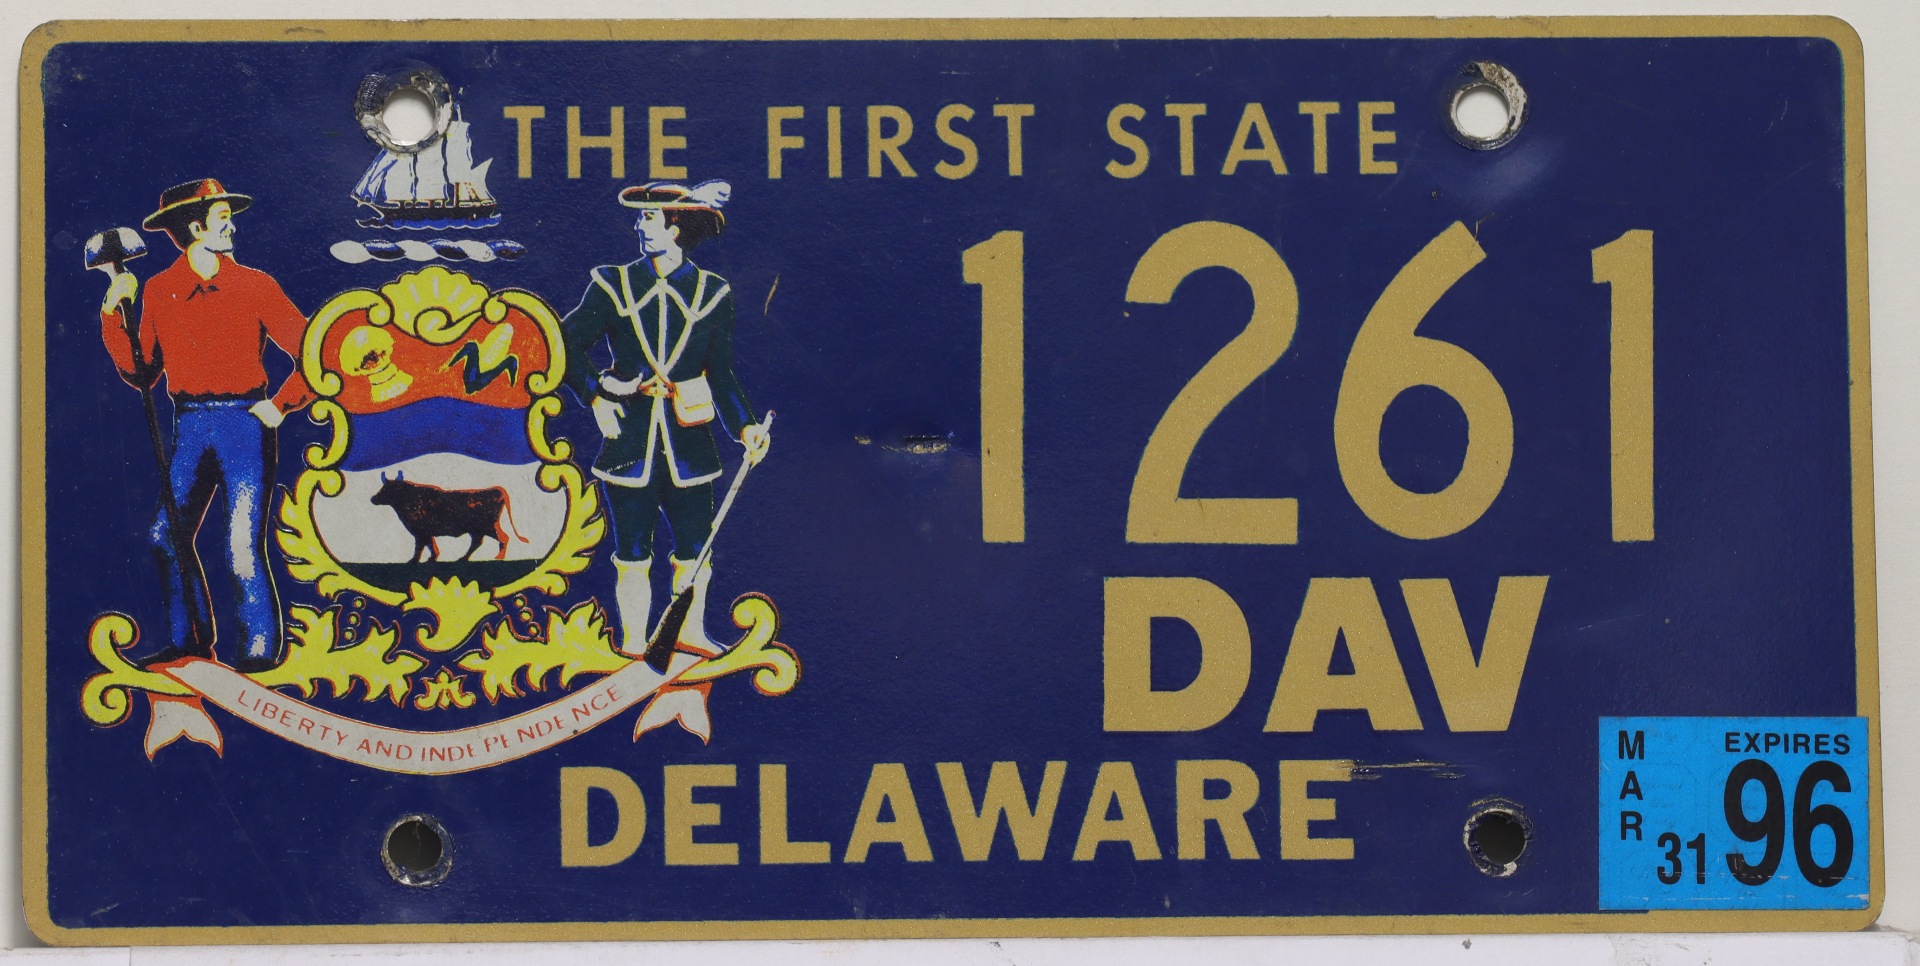 THE FIRST STATE
1261
DAV
LIBERTY AND INDEPENDENCE
DELAWARE
MAR
EXPIRES
31 96